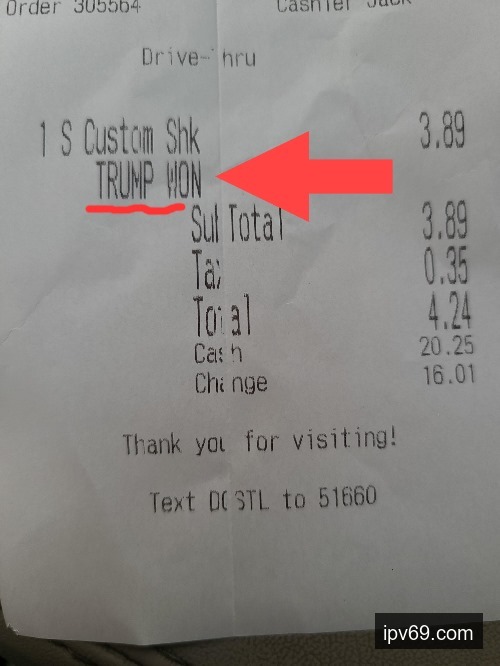 Order 305564 Cashier Jack
Drive-Thru
1 S Custom Shk 3.89
TRUMP WON
Sub Total 3.89
Tax 0.35
Total 4.24
Cash 20.25
Change 16.01
Thank you for visiting!
Text DQSTL to 51660
ipv69.com